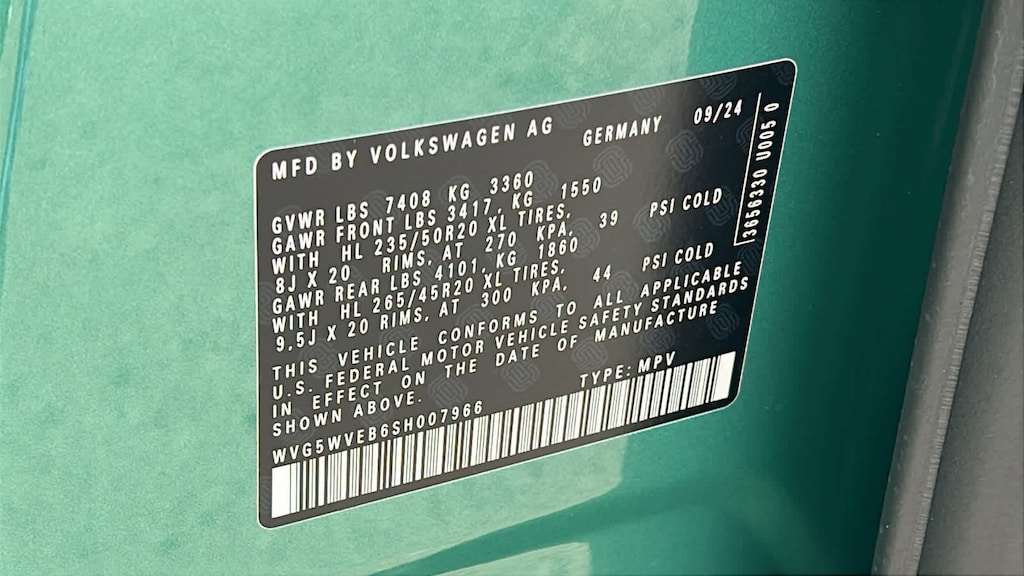 MFD BY VOLKSWAGEN AG GERMANY 09/24
GVWR LBS 7408 KG 3360
GAWR FRONT LBS 3417, KG 1550
WITH HL 235/50R20 XL TIRES,
8J X 20 RIMS, AT 270 KPA, 39 PSI COLD
GAWR REAR LBS 4101, KG 1860
WITH HL 265/45R20 XL TIRES,
9.5J X 20 RIMS, AT 300 KPA, 44 PSI COLD
THIS VEHICLE CONFORMS TO ALL APPLICABLE
U.S. FEDERAL MOTOR VEHICLE SAFETY STANDARDS
IN EFFECT ON THE DATE OF MANUFACTURE
SHOWN ABOVE.
TYPE: MPV
WVG5WVEB6SH007966
3656330 U005 0